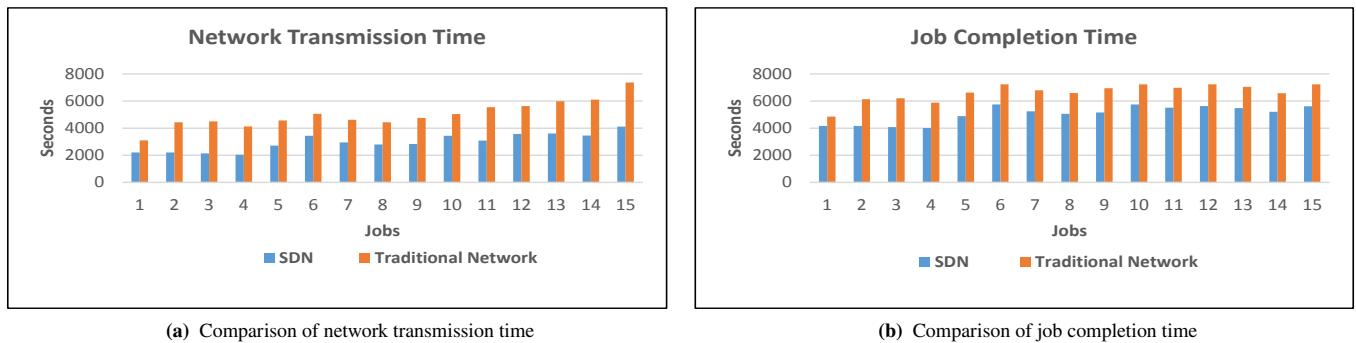 Network Transmission Time
8000
6000
4000
2000
0
Seconds
1 2 3 4 5 6 7 8 9 10 11 12 13 14 15
Jobs
SDN Traditional Network
(a) Comparison of network transmission time
Job Completion Time
8000
6000
4000
2000
0
Seconds
1 2 3 4 5 6 7 8 9 10 11 12 13 14 15
Jobs
SDN Traditional Network
(b) Comparison of job completion time